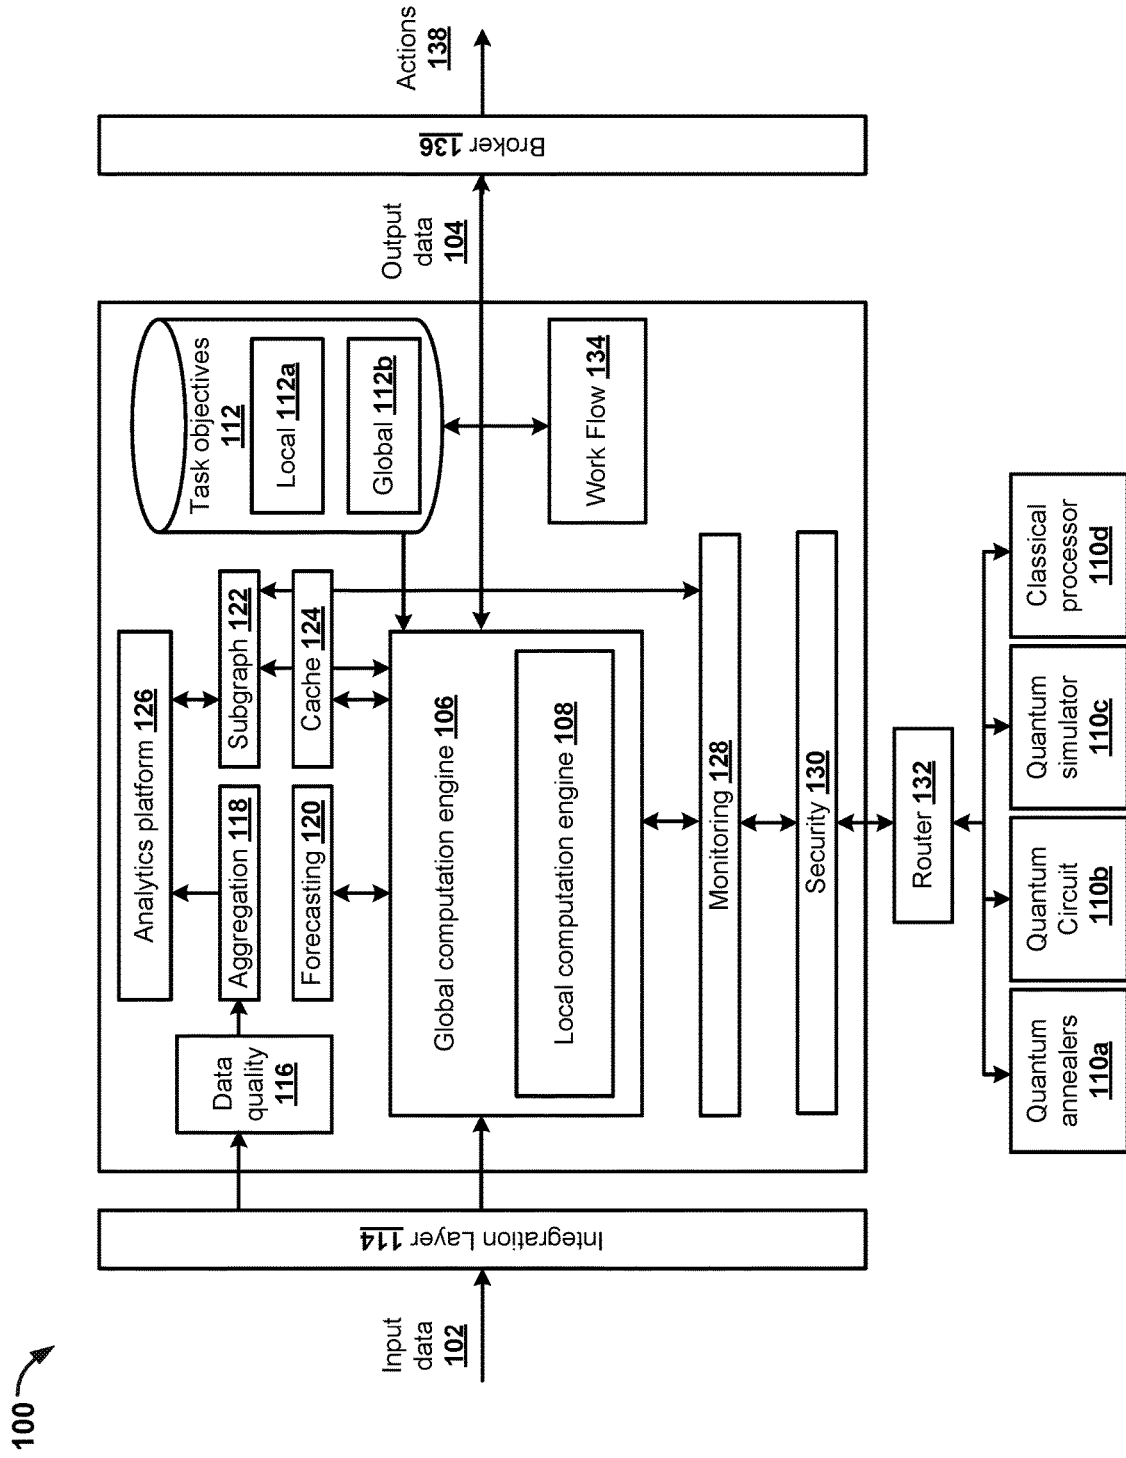 100
Input
data
102
Integration Layer 114
Data
quality
116
Analytics platform 126
Aggregation 118
Subgraph 122
Forecasting 120
Cache 124
Task objectives
112
Local 112a
Global 112b
Global computation engine 106
Local computation engine 108
Work Flow 134
Monitoring 128
Security 130
Output
data
104
Broker 136
Actions
138
Router 132
Quantum
annealers
110a
Quantum
Circuit
110b
Quantum
simulator
110c
Classical
processor
110d